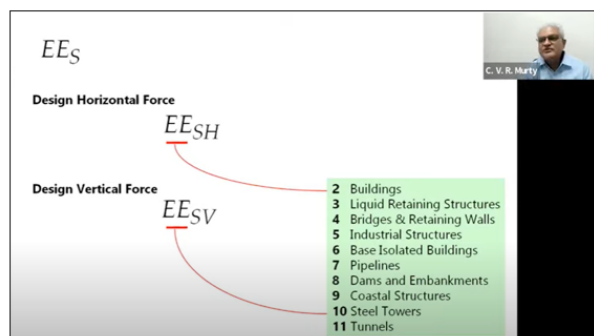 EE_S
C. V. R. Murty
Design Horizontal Force
EE_SH
Design Vertical Force
EE_SV
2 Buildings
3 Liquid Retaining Structures
4 Bridges & Retaining Walls
5 Industrial Structures
6 Base Isolated Buildings
7 Pipelines
8 Dams and Embankments
9 Coastal Structures
10 Steel Towers
11 Tunnels